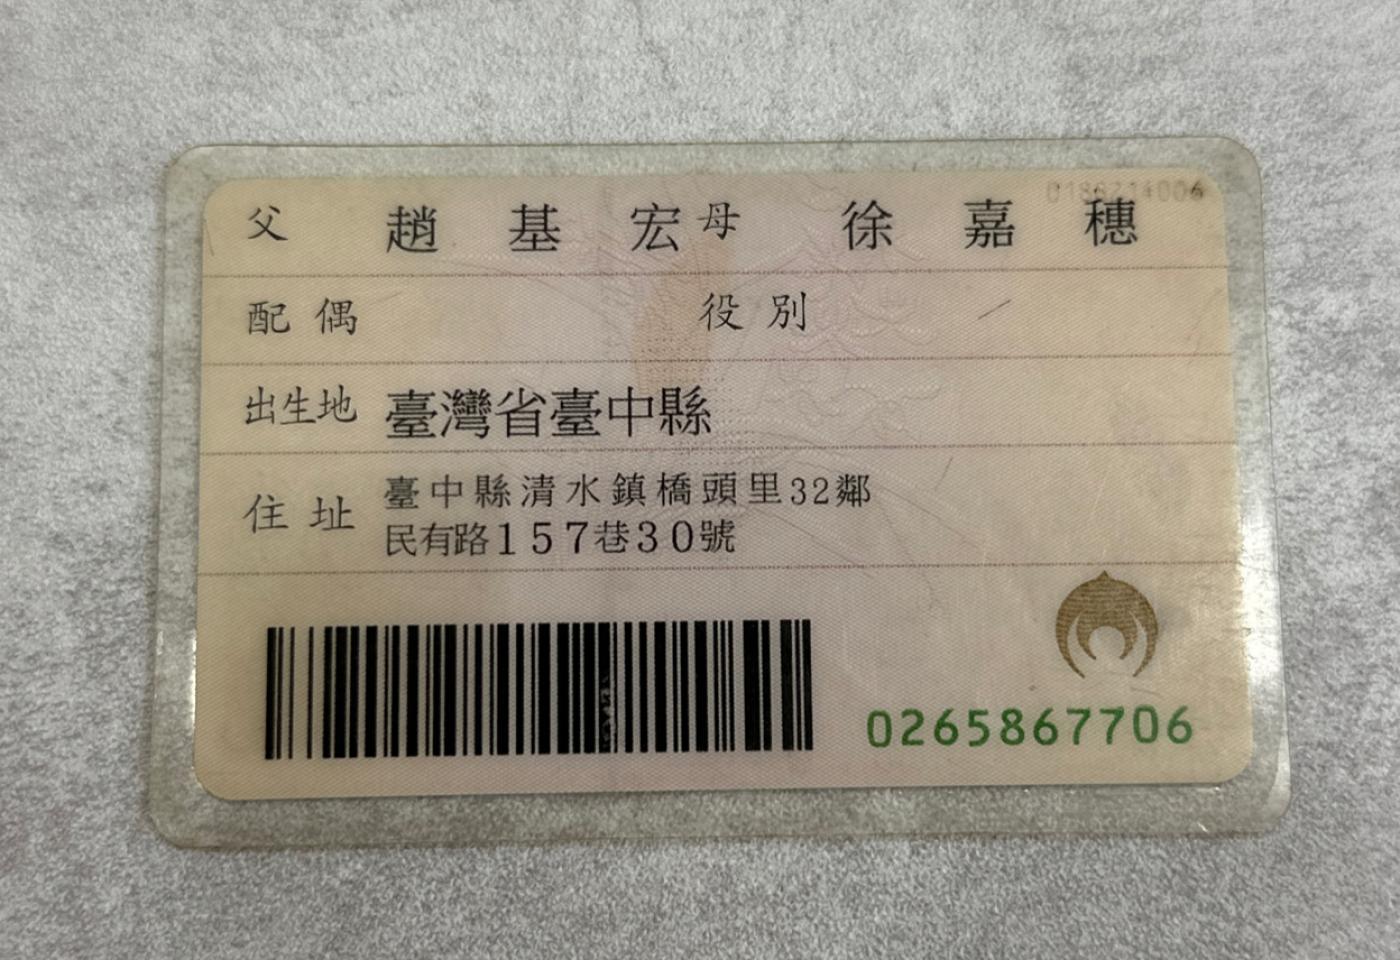 父 趙基宏 母 徐嘉穗
配偶 役別
出生地 臺灣省臺中縣
住址 臺中縣清水鎮橋頭里32鄰
民有路157巷30號
0265867706